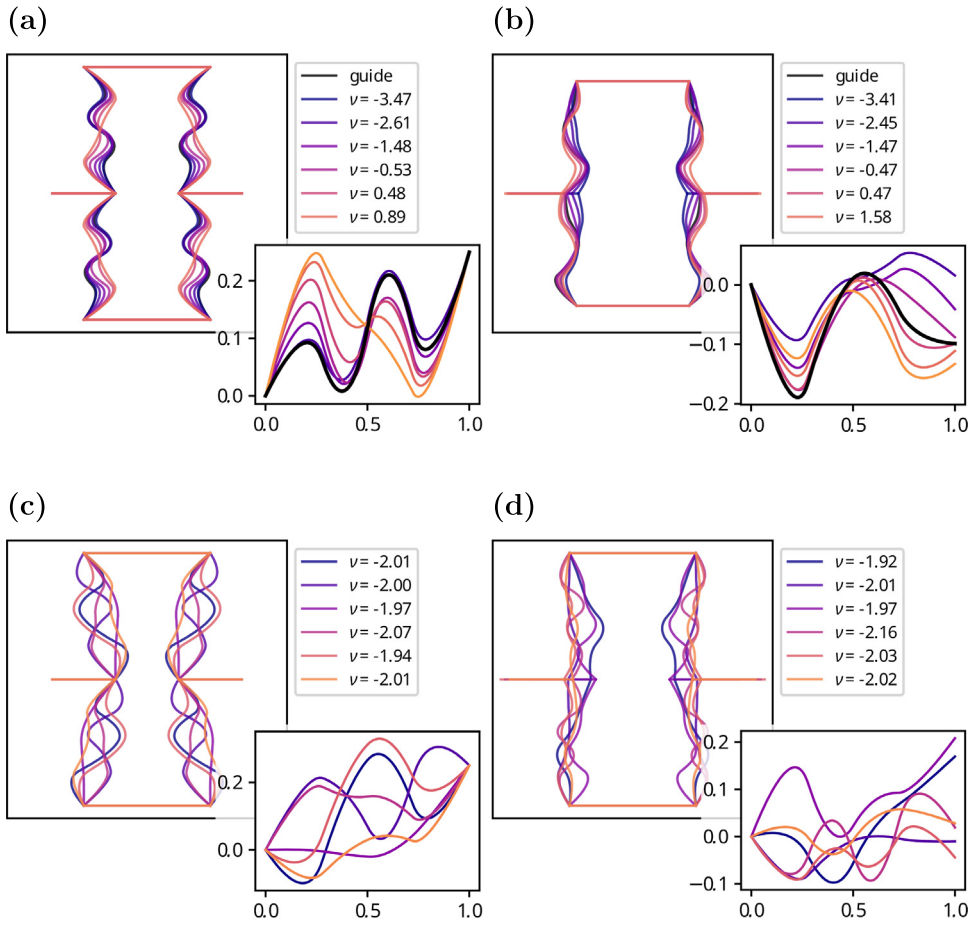 (a)
guide
ν = -3.47
ν = -2.61
ν = -1.48
ν = -0.53
ν = 0.48
ν = 0.89
0.2
0.1
0.0
0.0 0.5 1.0
(b)
guide
ν = -3.41
ν = -2.45
ν = -1.47
ν = -0.47
ν = 0.47
ν = 1.58
0.0
−0.1
−0.2
0.0 0.5 1.0
(c)
ν = -2.01
ν = -2.00
ν = -1.97
ν = -2.07
ν = -1.94
ν = -2.01
0.2
0.0
0.0 0.5 1.0
(d)
ν = -1.92
ν = -2.01
ν = -1.97
ν = -2.16
ν = -2.03
ν = -2.02
0.2
0.1
0.0
−0.1
0.0 0.5 1.0